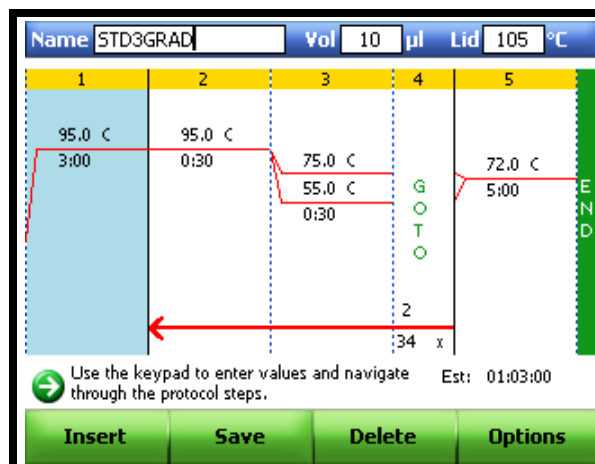 Name STD3GRAD Vol 10 µl Lid 105 °C
1 2 3 4 5
95.0 C 95.0 C
3:00 0:30 75.0 C 72.0 C
55.0 C 5:00
0:30
GOTO
END
2
34 x
Use the keypad to enter values and navigate
through the protocol steps.
Est: 01:03:00
Insert Save Delete Options